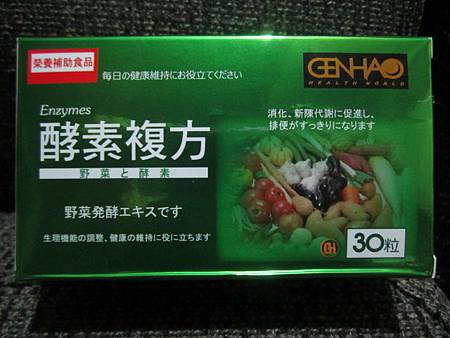 栄養補助食品
毎日の健康維持にお役立てください
GENHAO
HEALTH WORLD
Enzymes
酵素複方
野菜と酵素
消化、新陳代謝に促進し、
排便がすっきりになります
野菜発酵エキスです
生理機能の調整、健康の維持に役に立ちます
GH
30粒